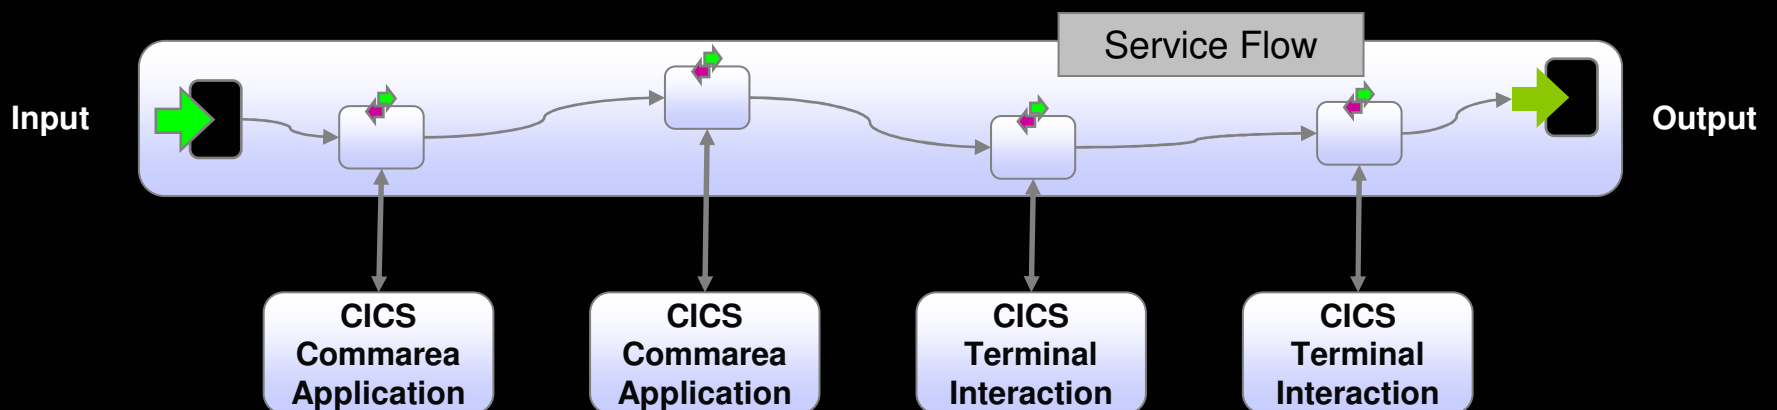 Service Flow
Input
Output
CICS
Commarea
Application
CICS
Commarea
Application
CICS
Terminal
Interaction
CICS
Terminal
Interaction